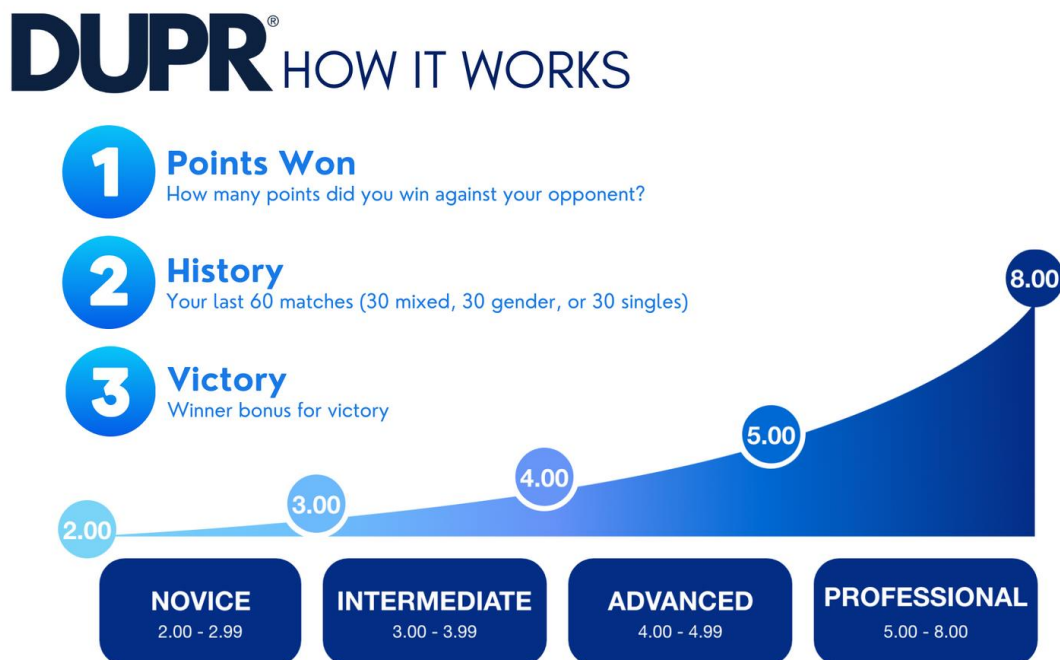 DUPR® HOW IT WORKS
1 Points Won
How many points did you win against your opponent?
2 History
Your last 60 matches (30 mixed, 30 gender, or 30 singles)
3 Victory
Winner bonus for victory
2.00
3.00
4.00
5.00
8.00
NOVICE
2.00 - 2.99
INTERMEDIATE
3.00 - 3.99
ADVANCED
4.00 - 4.99
PROFESSIONAL
5.00 - 8.00